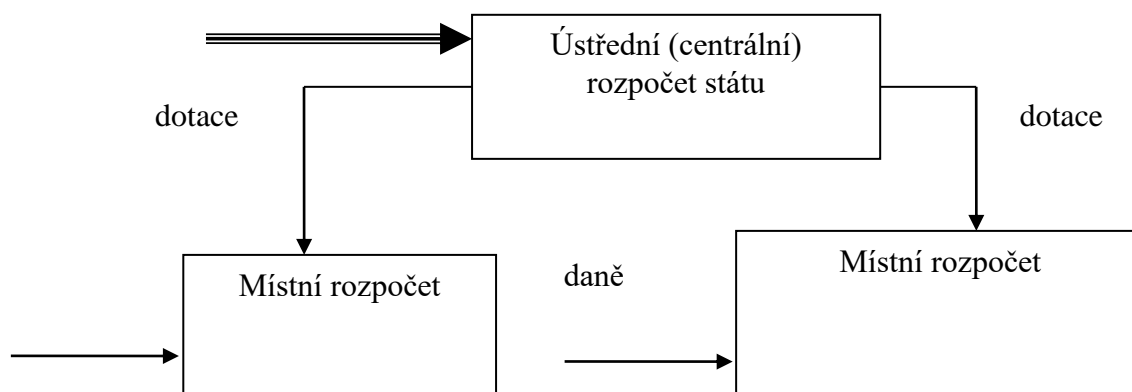 Ústřední (centrální)
rozpočet státu
dotace
dotace
Místní rozpočet
daně
Místní rozpočet